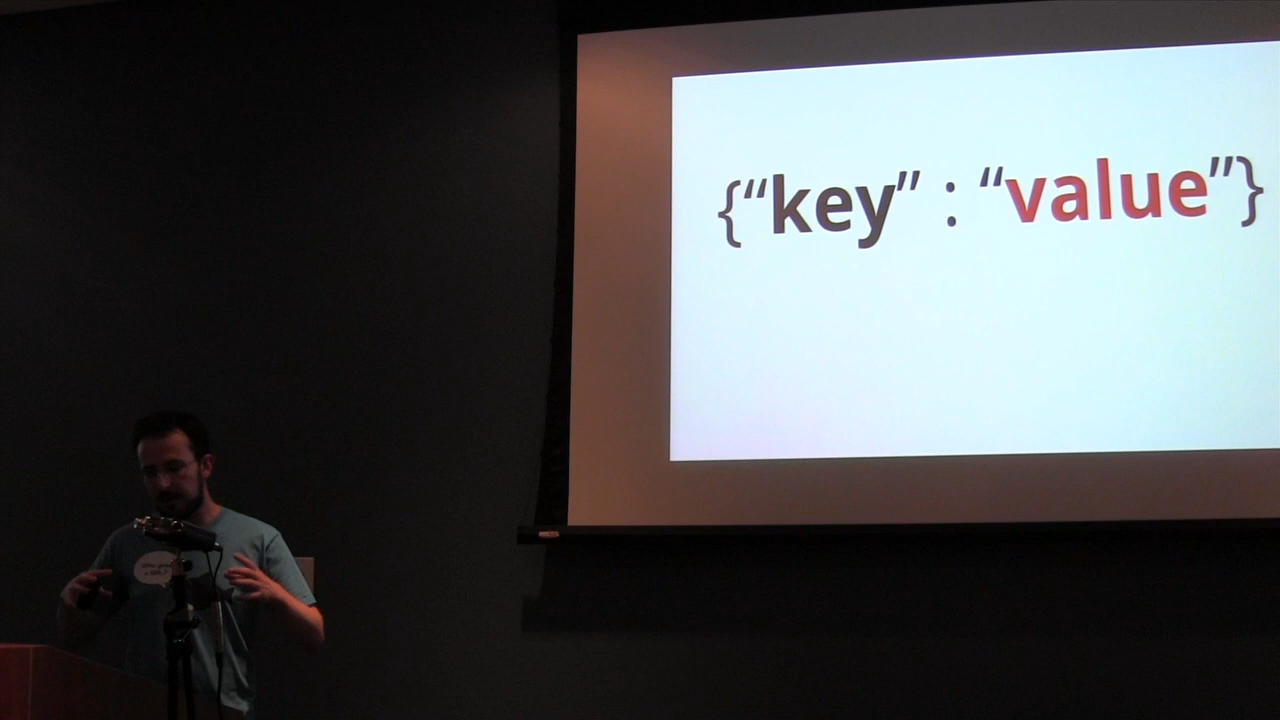 {“key” : “value”}